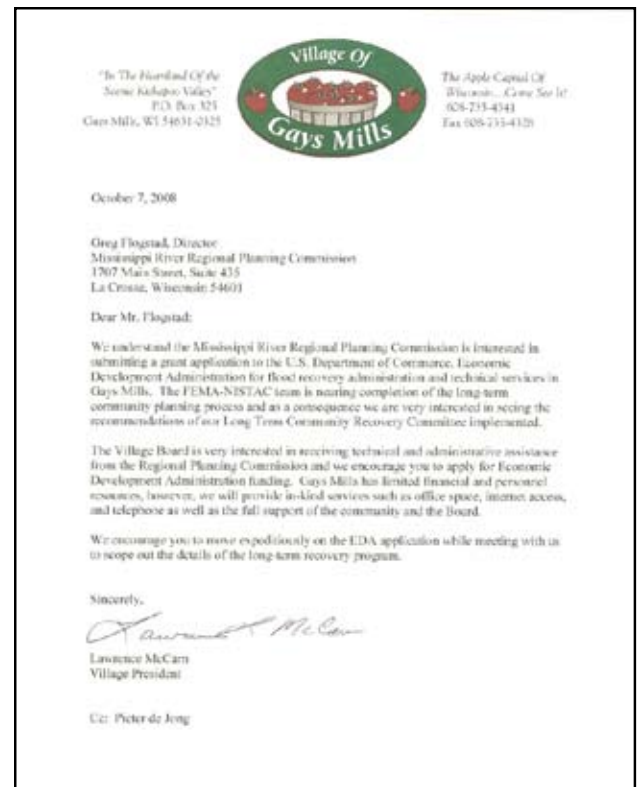 "In The Heartland Of the
Scenic Kickapoo Valley"
P.O. Box 325
Gays Mills, WI 54631-0325
Village Of
Gays Mills
The Apple Capital Of
Wisconsin... Come See It!
608-735-4341
Fax 608-735-4328
October 7, 2008
Greg Flogstad, Director
Mississippi River Regional Planning Commission
1707 Main Street, Suite 435
La Crosse, Wisconsin 54601
Dear Mr. Flogstad:
We understand the Mississippi River Regional Planning Commission is interested in
submitting a grant application to the U.S. Department of Commerce, Economic
Development Administration for flood recovery administration and technical services in
Gays Mills. The FEMA-NISTAC team is nearing completion of the long-term
community planning process and as a consequence we are very interested in seeing the
recommendations of our Long Term Community Recovery Committee implemented.
The Village Board is very interested in receiving technical and administrative assistance
from the Regional Planning Commission and we encourage you to apply for Economic
Development Administration funding. Gays Mills has limited financial and personnel
resources, however, we will provide in-kind services such as office space, internet access,
and telephone as well as the full support of the community and the Board.
We encourage you to move expeditiously on the EDA application while meeting with us
to scope out the details of the long-term recovery program.
Sincerely,
Lawrence McCarn
Village President
Cc: Pieter de Jong